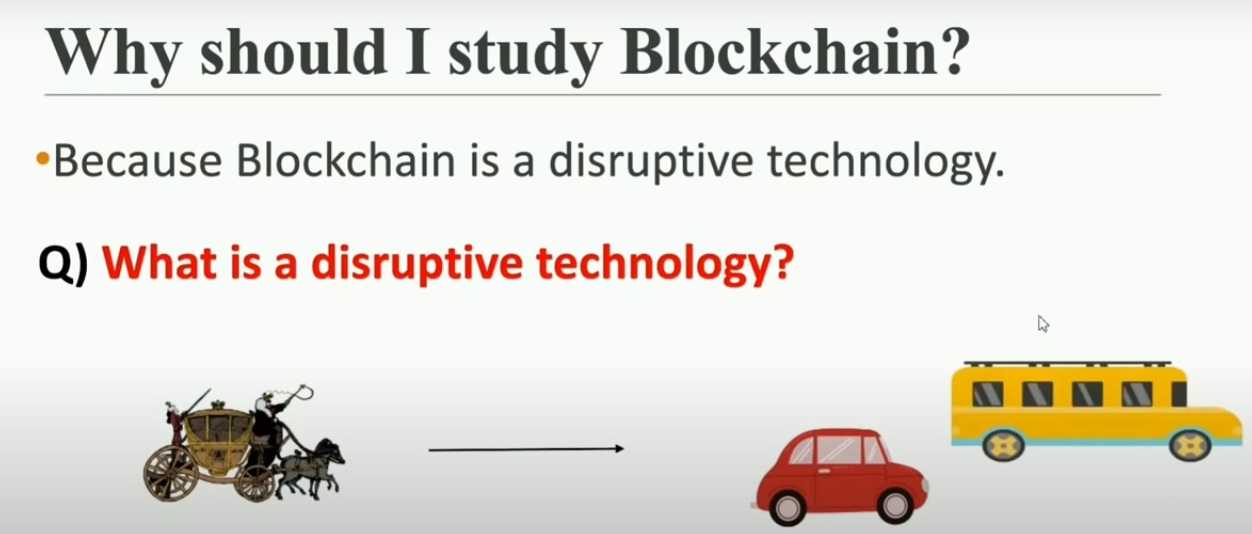 Why should I study Blockchain?
•Because Blockchain is a disruptive technology.
Q) What is a disruptive technology?